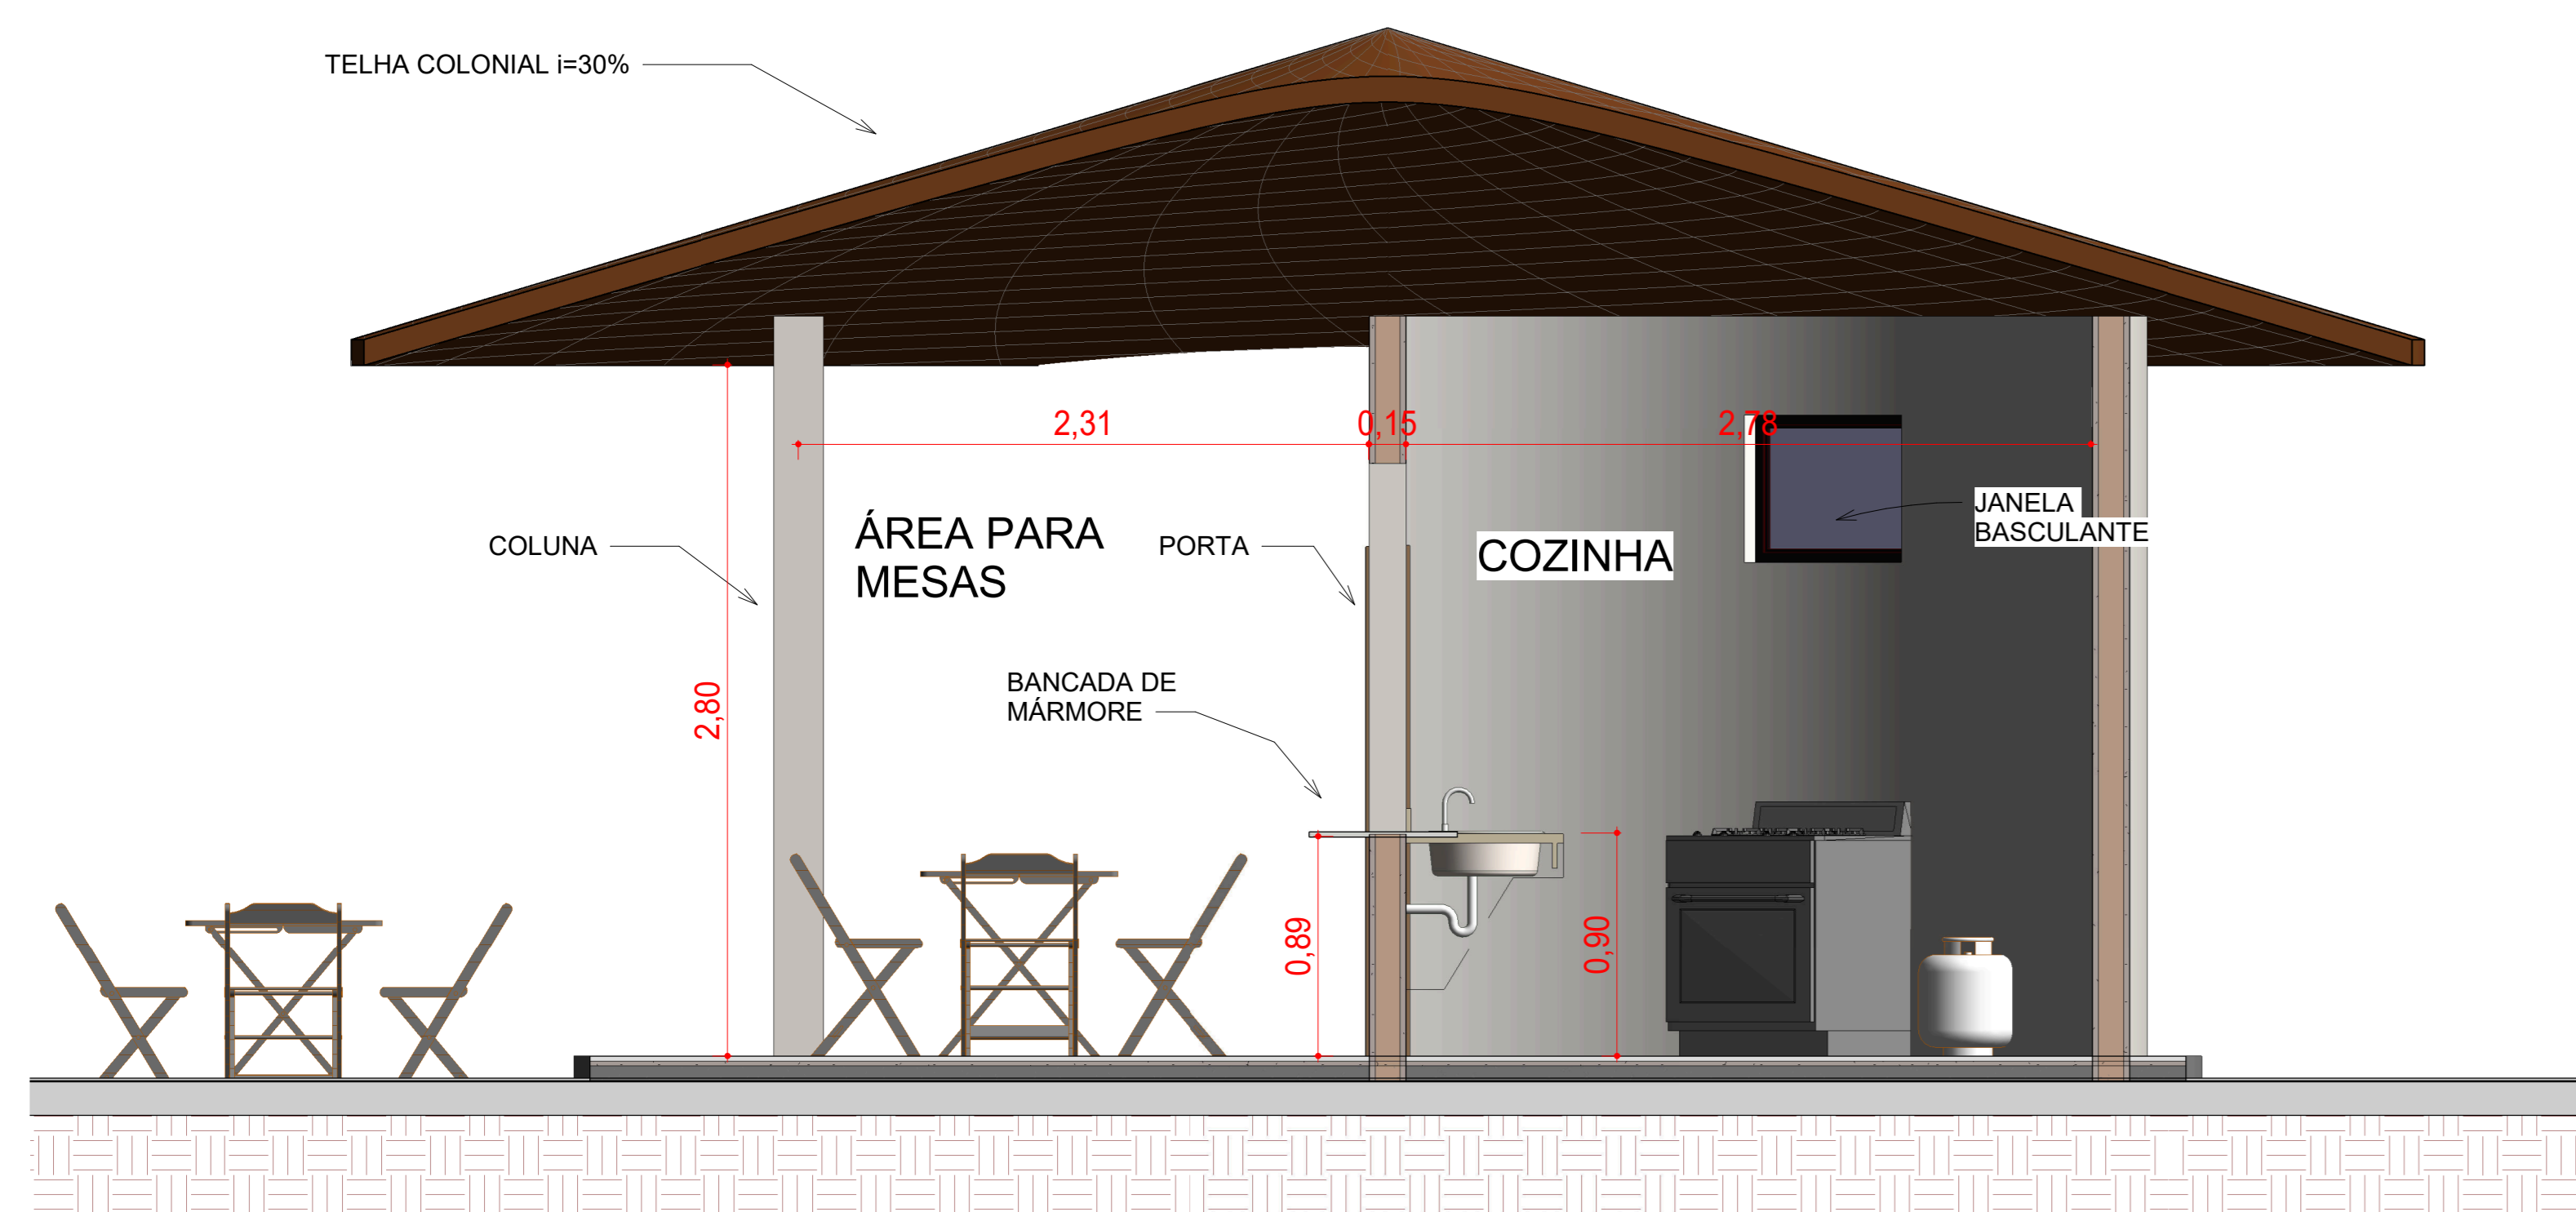 TELHA COLONIAL i=30%
2,31
0,15
2,78
COLUNA
ÁREA PARA
MESAS
PORTA
COZINHA
JANELA
BASCULANTE
2,80
BANCADA DE
MÁRMORE
0,89
0,90